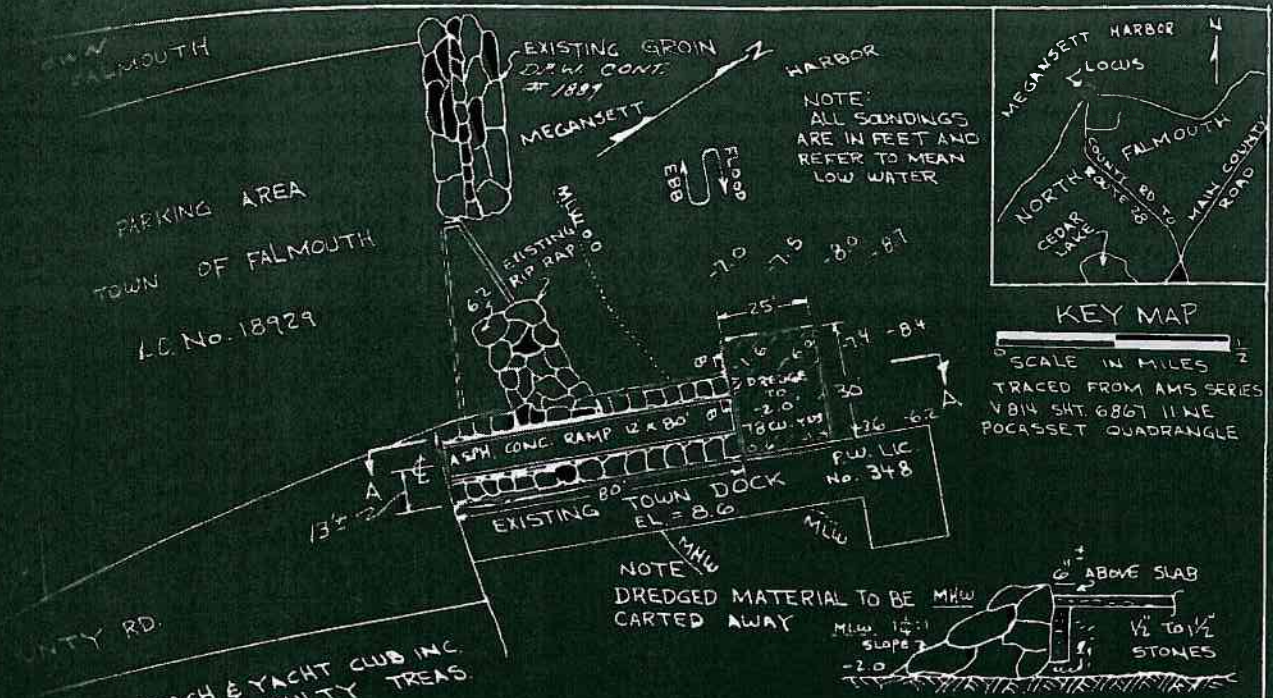 FALMOUTH
EXISTING GROIN
D.P.W. CONT.
# 1889
MEGANSETT
HARBOR
N
NOTE:
ALL SOUNDINGS
ARE IN FEET AND
REFER TO MEAN
LOW WATER
EBB
FLOOD
PARKING AREA
TOWN OF FALMOUTH
L.C. No. 18929
EXISTING
RIP RAP
MLW 0.0
-7.0 -7.5 -8.0 -8.7
25'
-7.4 -8.4
DREDGE
TO
-2.0'
78 CU. YDS
30
-6.2
ASPH. CONC. RAMP 12 x 80'
A
A
13'±
80'
EXISTING TOWN DOCK
EL = 8.6
P.W. LIC.
No. 348
MLW
MHW
NOTE
DREDGED MATERIAL TO BE
CARTED AWAY
MHW
MLW 1¼:1
SLOPE
-2.0
6"± ABOVE SLAB
½" TO 1½"
STONES
UNTY RD.
CH & YACHT CLUB INC.
TREAS.
MEGANSETT HARBOR
N
LOCUS
NORTH FALMOUTH
COUNTY RD. TO
ROUTE 28
MAIN COUNTY
ROAD
CEDAR
LAKE
KEY MAP
0 ½
SCALE IN MILES
TRACED FROM AMS SERIES
V814 SHT. 6867 II NE
POCASSET QUADRANGLE